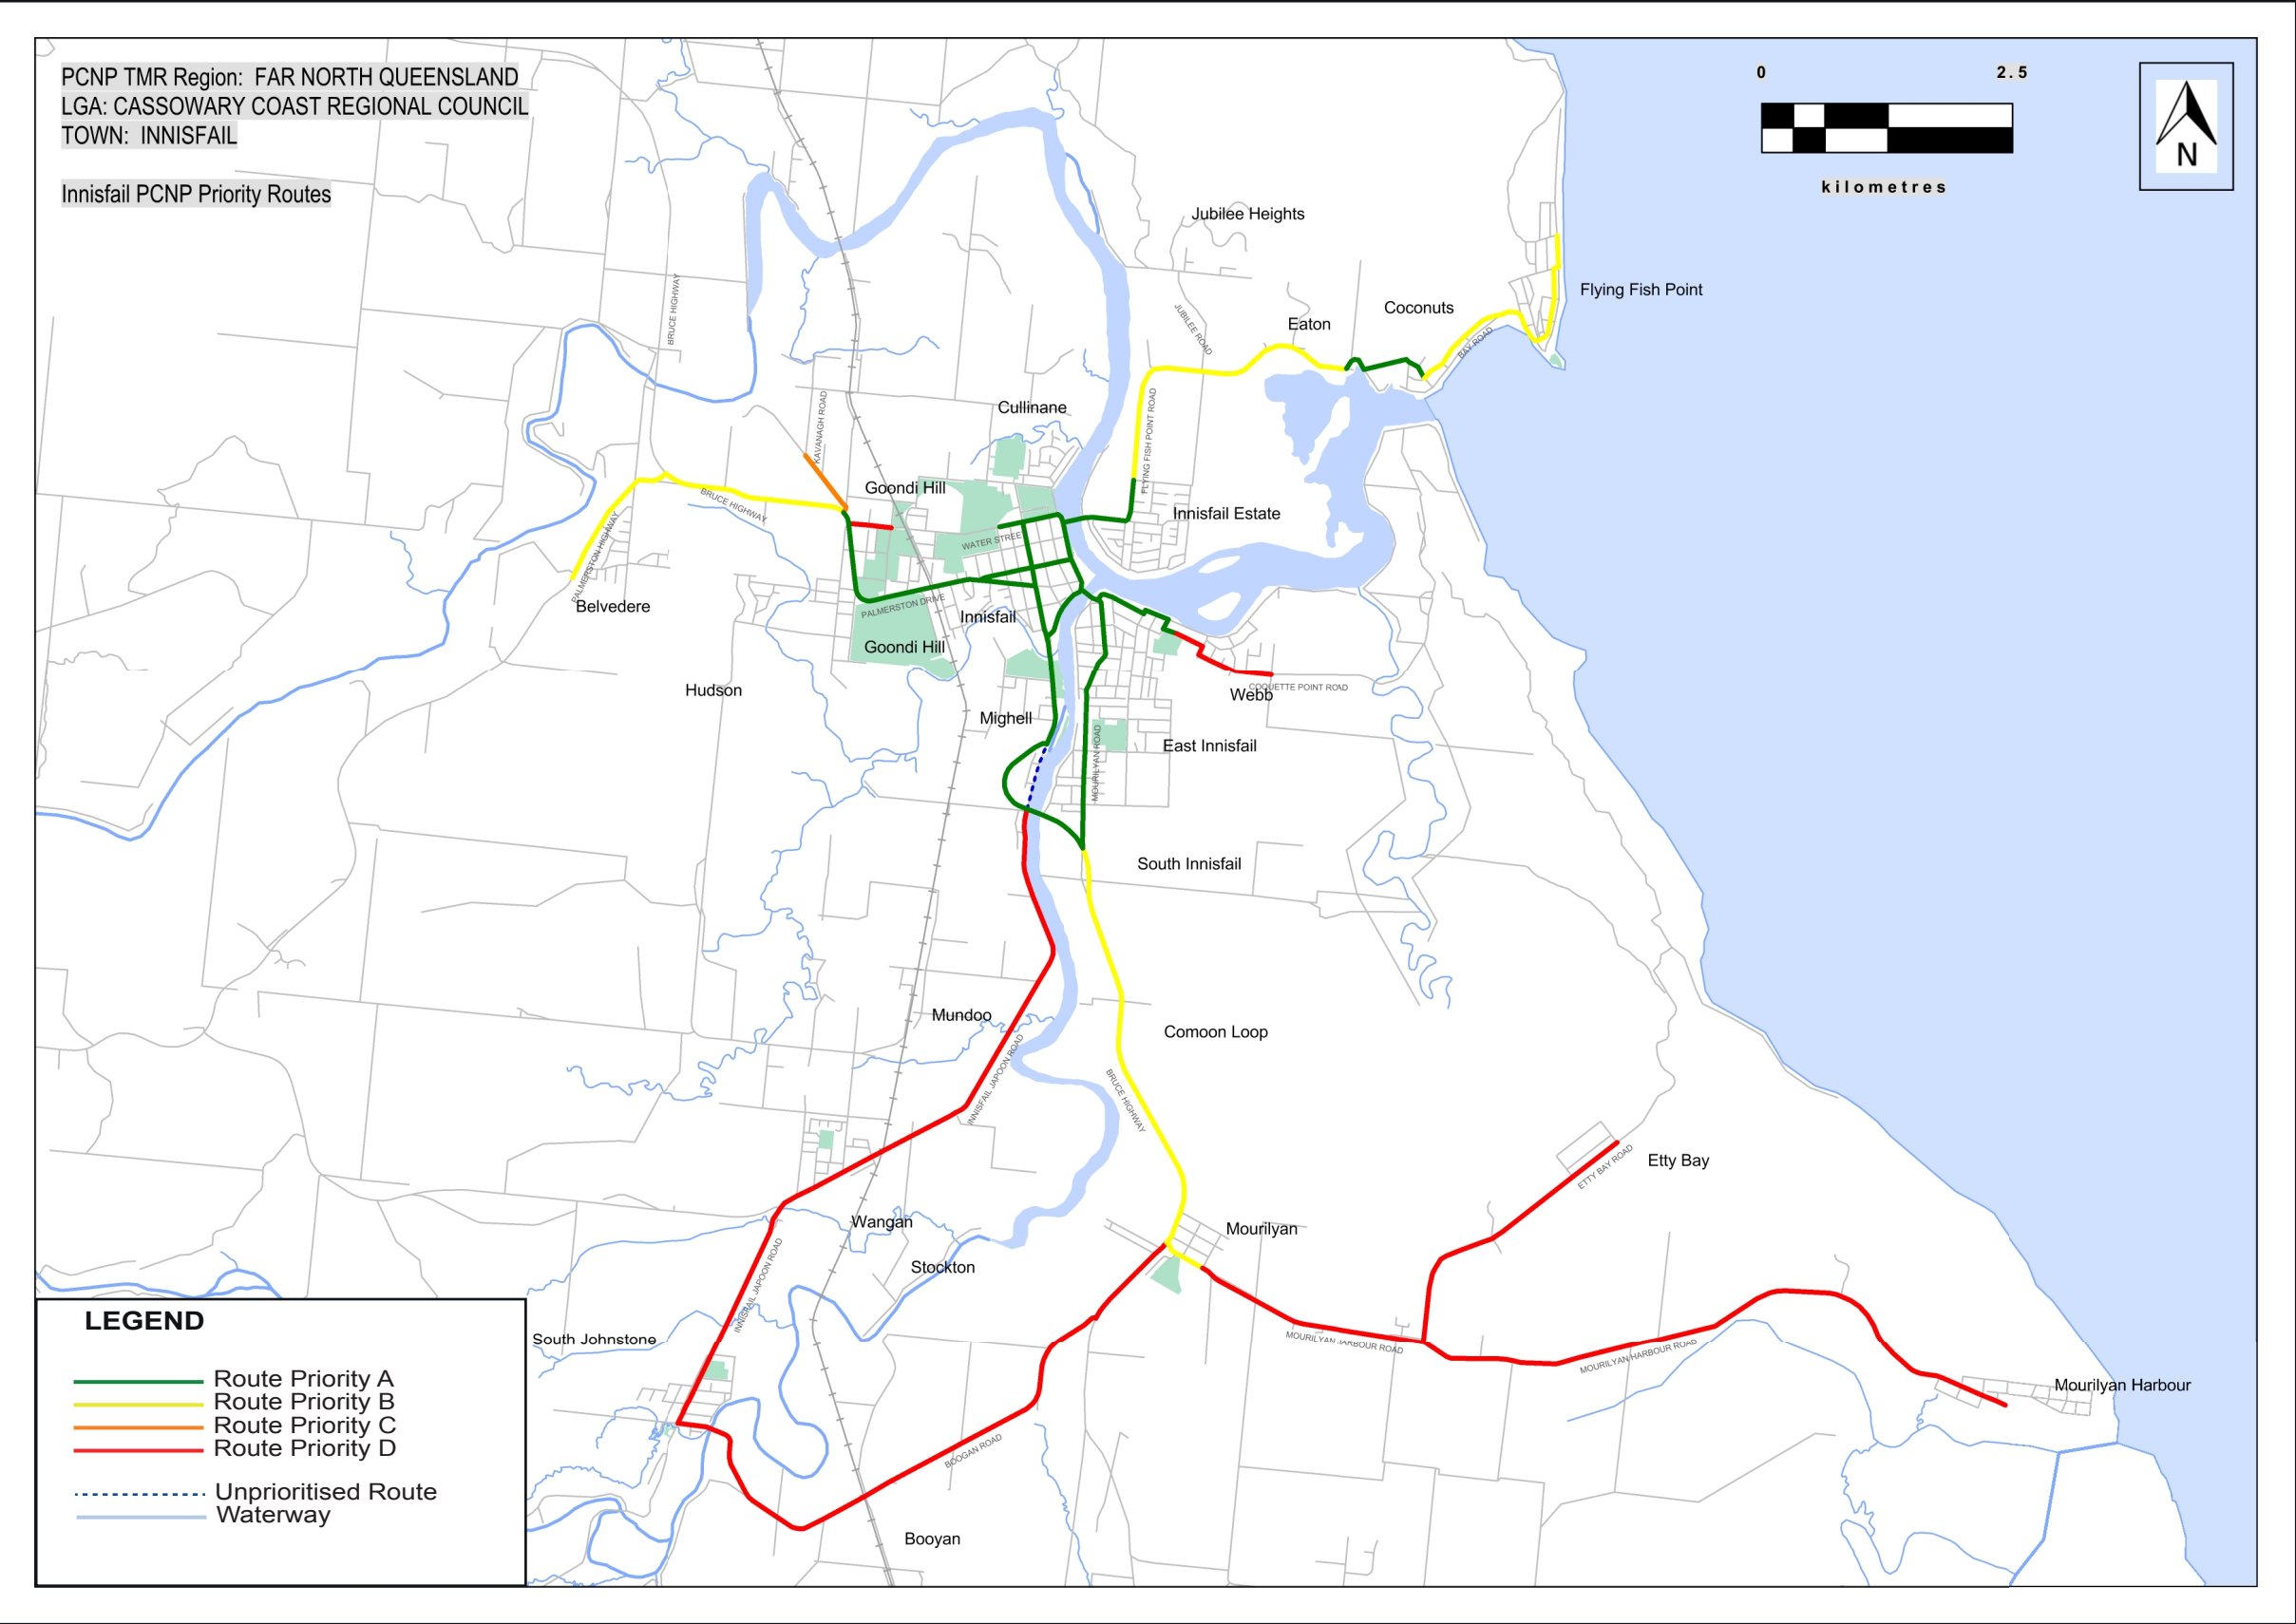 PCNP TMR Region: FAR NORTH QUEENSLAND
LGA: CASSOWARY COAST REGIONAL COUNCIL
TOWN: INNISFAIL
Innisfail PCNP Priority Routes
0 2.5
kilometres
N
Jubilee Heights
Flying Fish Point
Coconuts
Eaton
BRUCE HIGHWAY
JUBILEE ROAD
BAY ROAD
Cullinane
KAVANAGH ROAD
FLYING FISH POINT ROAD
Goondi Hill
BRUCE HIGHWAY
Innisfail Estate
WATER STREE
PALMERSTON HIGHWAY
Belvedere
PALMERSTON DRIVE
Innisfail
Goondi Hill
Hudson
COQUETTE POINT ROAD
Webb
Mighell
East Innisfail
MOURILYAN ROAD
South Innisfail
Mundoo
Comoon Loop
INNISFAIL JAPOON ROAD
BRUCE HIGHWAY
Etty Bay
ETTY BAY ROAD
Wangan
Mourilyan
Stockton
INNISFAIL JAPOON ROAD
South Johnstone
MOURILYAN HARBOUR ROAD
MOURILYAN HARBOUR ROAD
Mourilyan Harbour
BOOGAN ROAD
Booyan
LEGEND
Route Priority A
Route Priority B
Route Priority C
Route Priority D
Unprioritised Route
Waterway